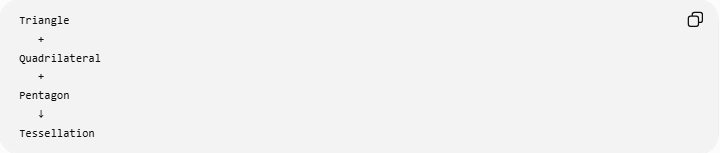 Triangle
+
Quadrilateral
+
Pentagon
↓
Tessellation